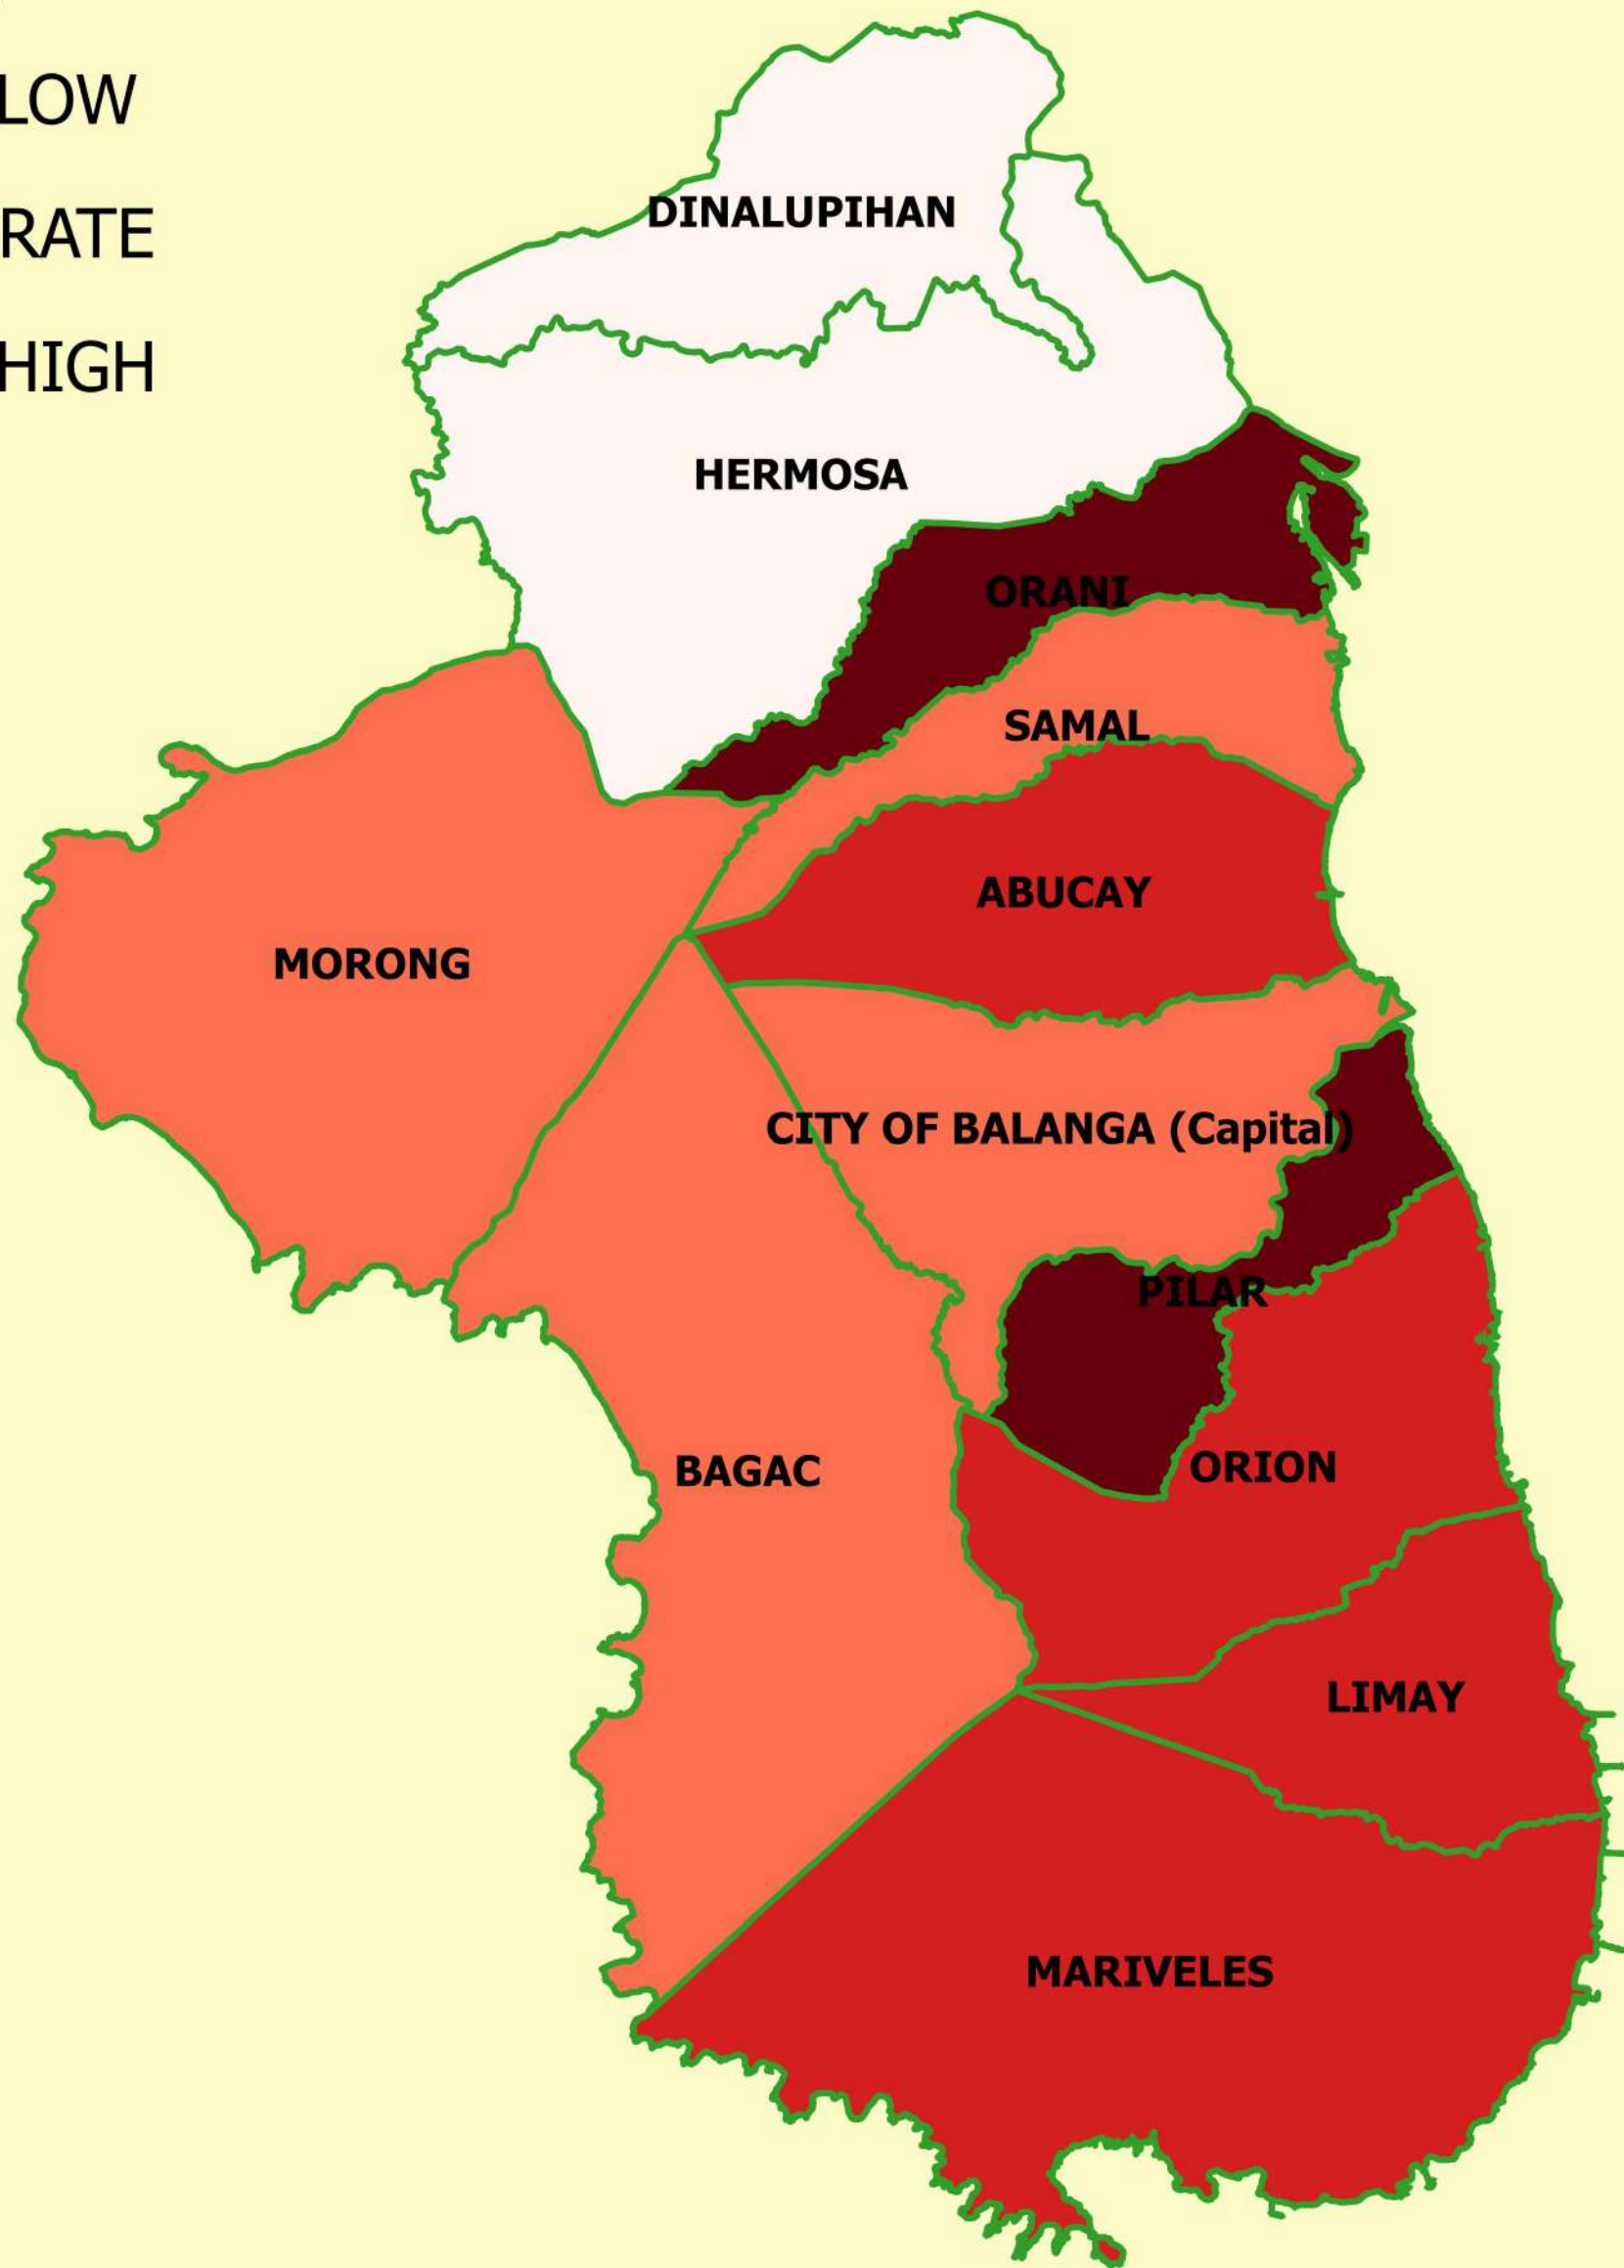 LOW
RATE
HIGH
DINALUPIHAN
HERMOSA
ORANI
SAMAL
ABUCAY
MORONG
CITY OF BALANGA (Capital)
PILAR
BAGAC
ORION
LIMAY
MARIVELES